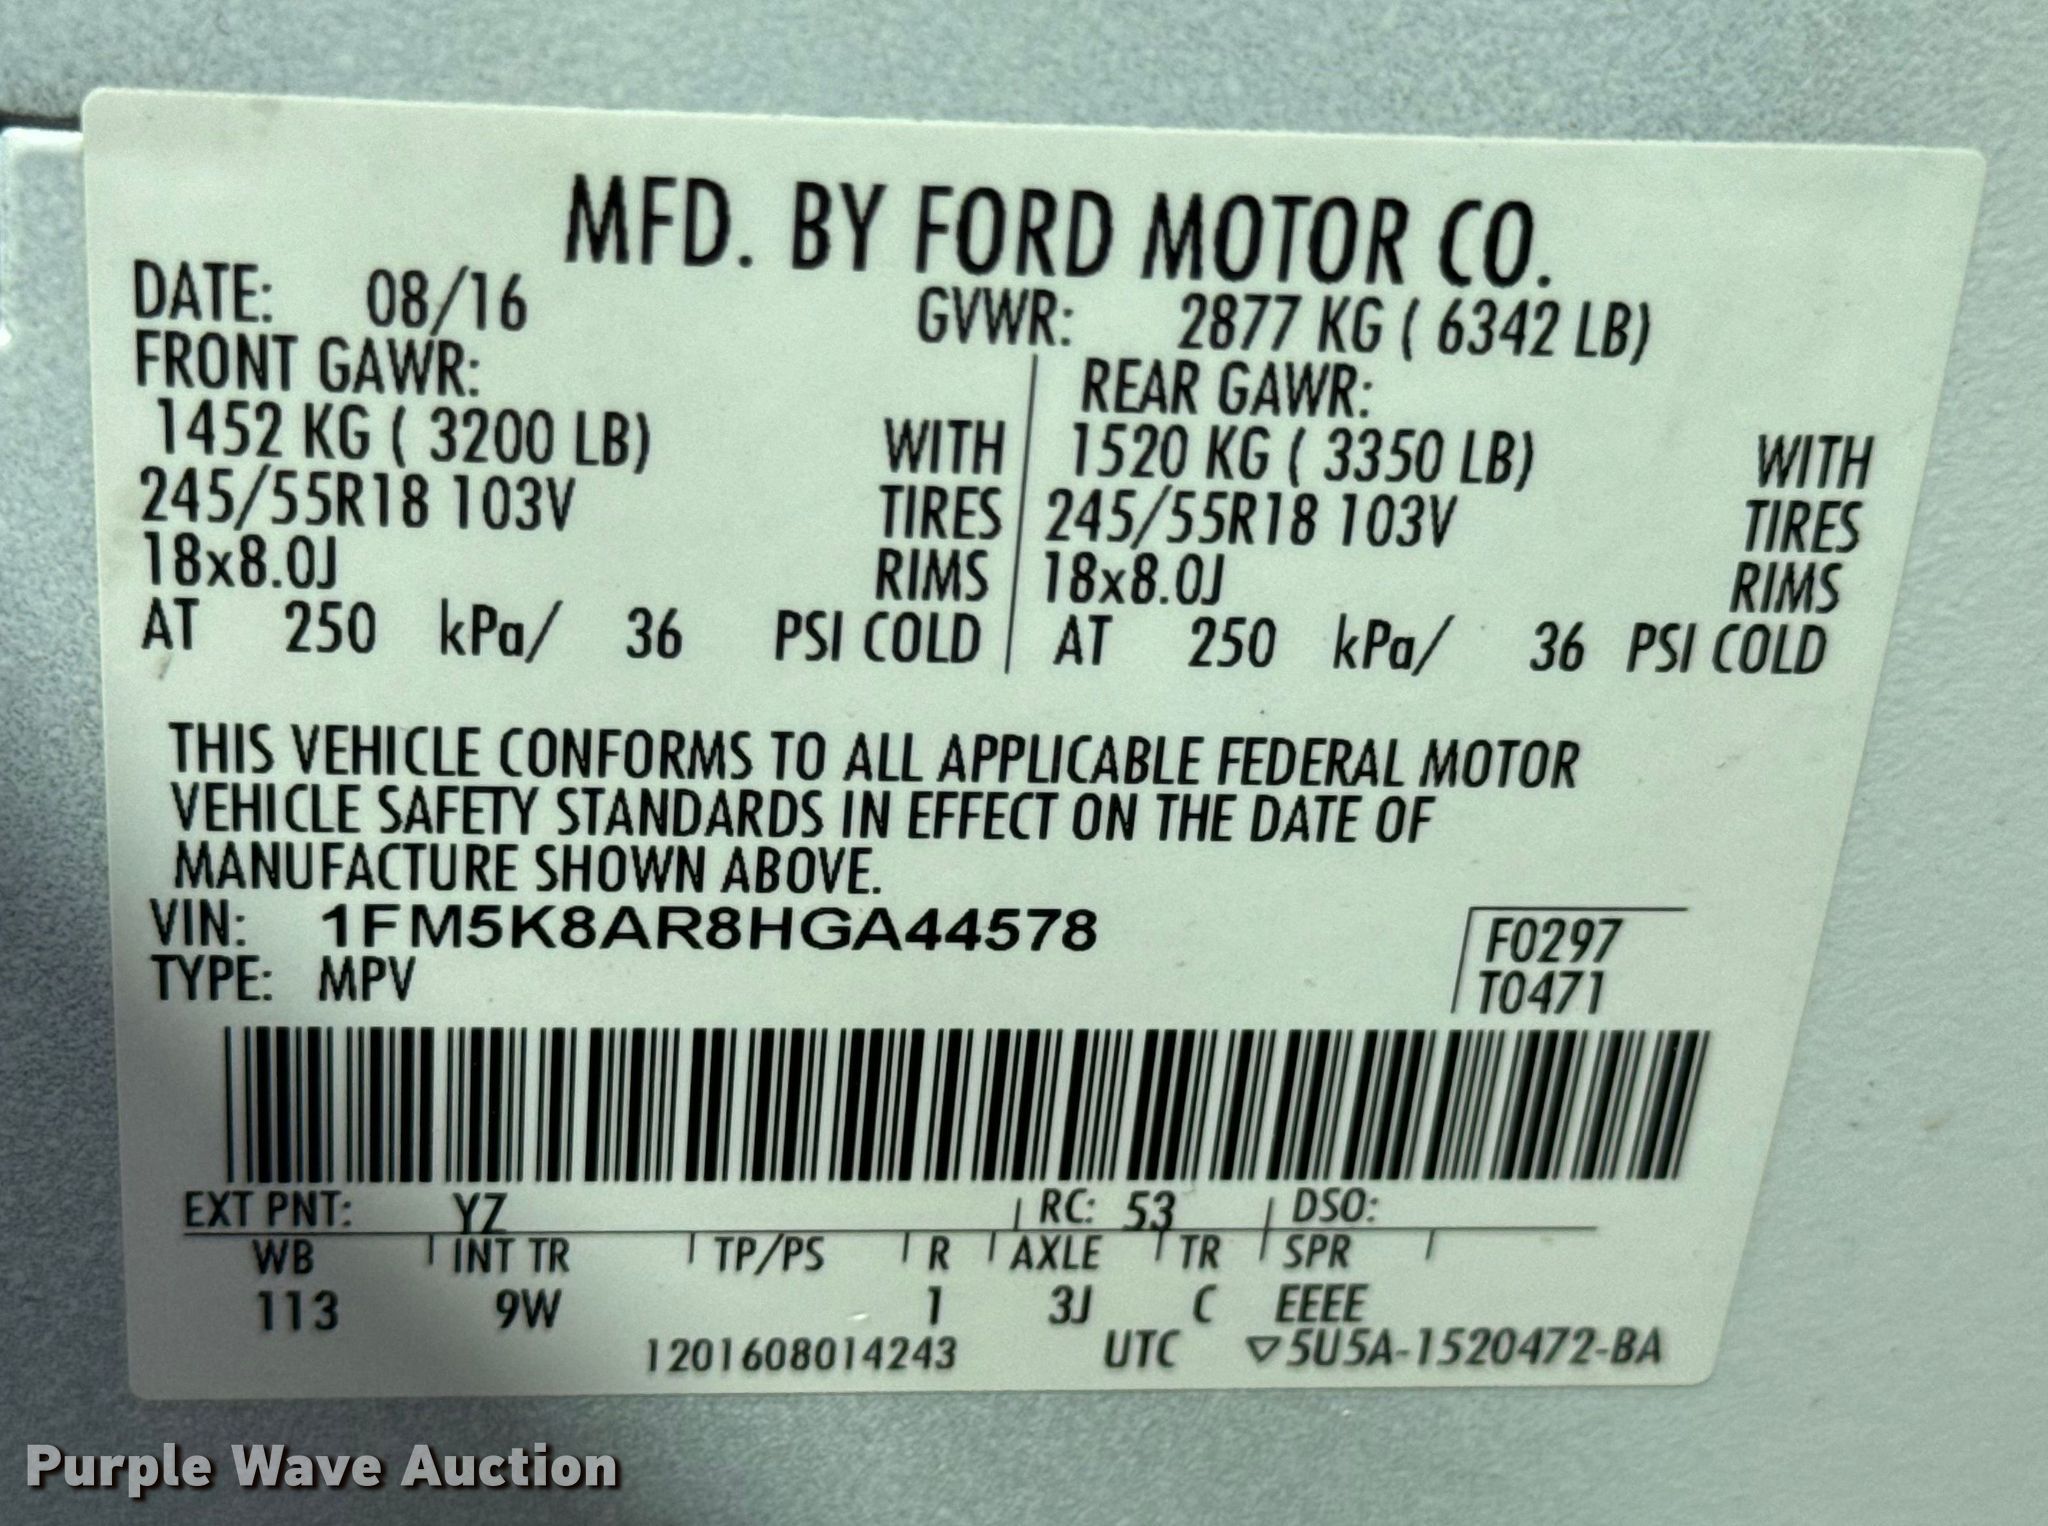 MFD. BY FORD MOTOR CO.
DATE: 08/16 GVWR: 2877 KG ( 6342 LB)
FRONT GAWR: REAR GAWR:
1452 KG ( 3200 LB) WITH 1520 KG ( 3350 LB) WITH
245/55R18 103V TIRES 245/55R18 103V TIRES
18x8.0J RIMS 18x8.0J RIMS
AT 250 kPa/ 36 PSI COLD AT 250 kPa/ 36 PSI COLD
THIS VEHICLE CONFORMS TO ALL APPLICABLE FEDERAL MOTOR
VEHICLE SAFETY STANDARDS IN EFFECT ON THE DATE OF
MANUFACTURE SHOWN ABOVE.
VIN: 1FM5K8AR8HGA44578 F0297
TYPE: MPV T0471
EXT PNT: YZ RC: 53 DSO:
WB INT TR TP/PS R AXLE TR SPR
113 9W 1 3J C EEEE
1201608014243 UTC ▽5U5A-1520472-BA
Purple Wave Auction